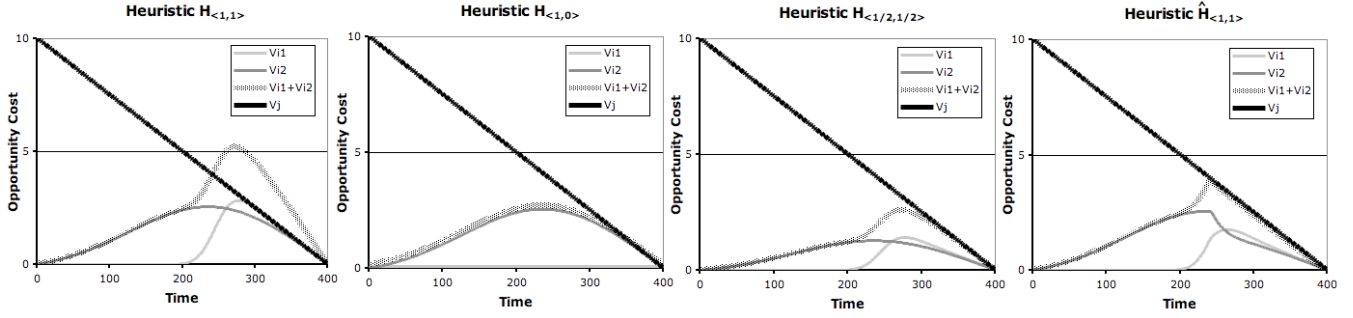 Heuristic H<1,1>
10
5
0
Opportunity Cost
Vi1
Vi2
Vi1+Vi2
Vj
0 100 200 300 400
Time
Heuristic H<1,0>
10
5
0
Opportunity Cost
Vi1
Vi2
Vi1+Vi2
Vj
0 100 200 300 400
Time
Heuristic H<1/2,1/2>
10
5
0
Opportunity Cost
Vi1
Vi2
Vi1+Vi2
Vj
0 100 200 300 400
Time
Heuristic Ĥ<1,1>
10
5
0
Opportunity Cost
Vi1
Vi2
Vi1+Vi2
Vj
0 100 200 300 400
Time